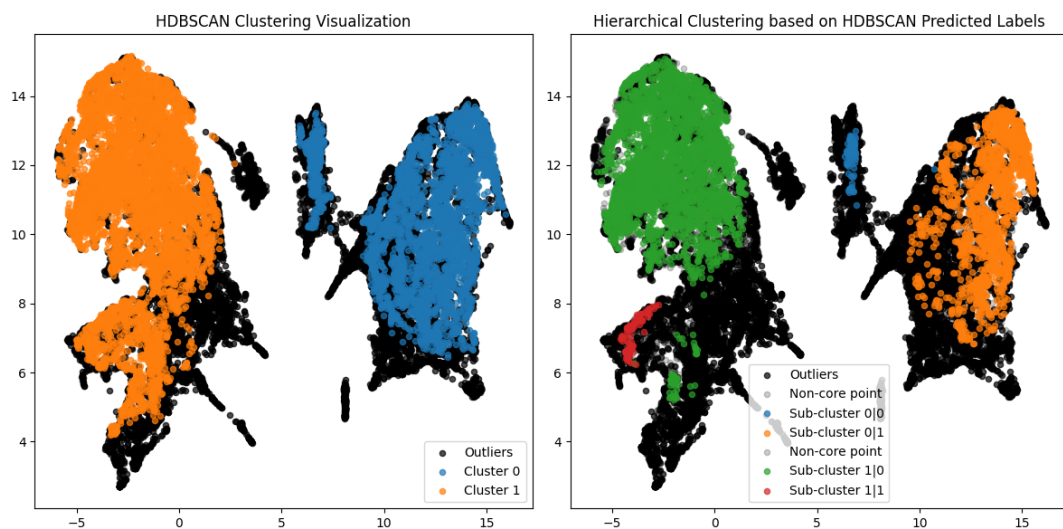 HDBSCAN Clustering Visualization
14
12
10
8
6
4
−5
0
5
10
15
Outliers
Cluster 0
Cluster 1
Hierarchical Clustering based on HDBSCAN Predicted Labels
14
12
10
8
6
4
−5
0
5
10
15
Outliers
Non-core point
Sub-cluster 0|0
Sub-cluster 0|1
Non-core point
Sub-cluster 1|0
Sub-cluster 1|1